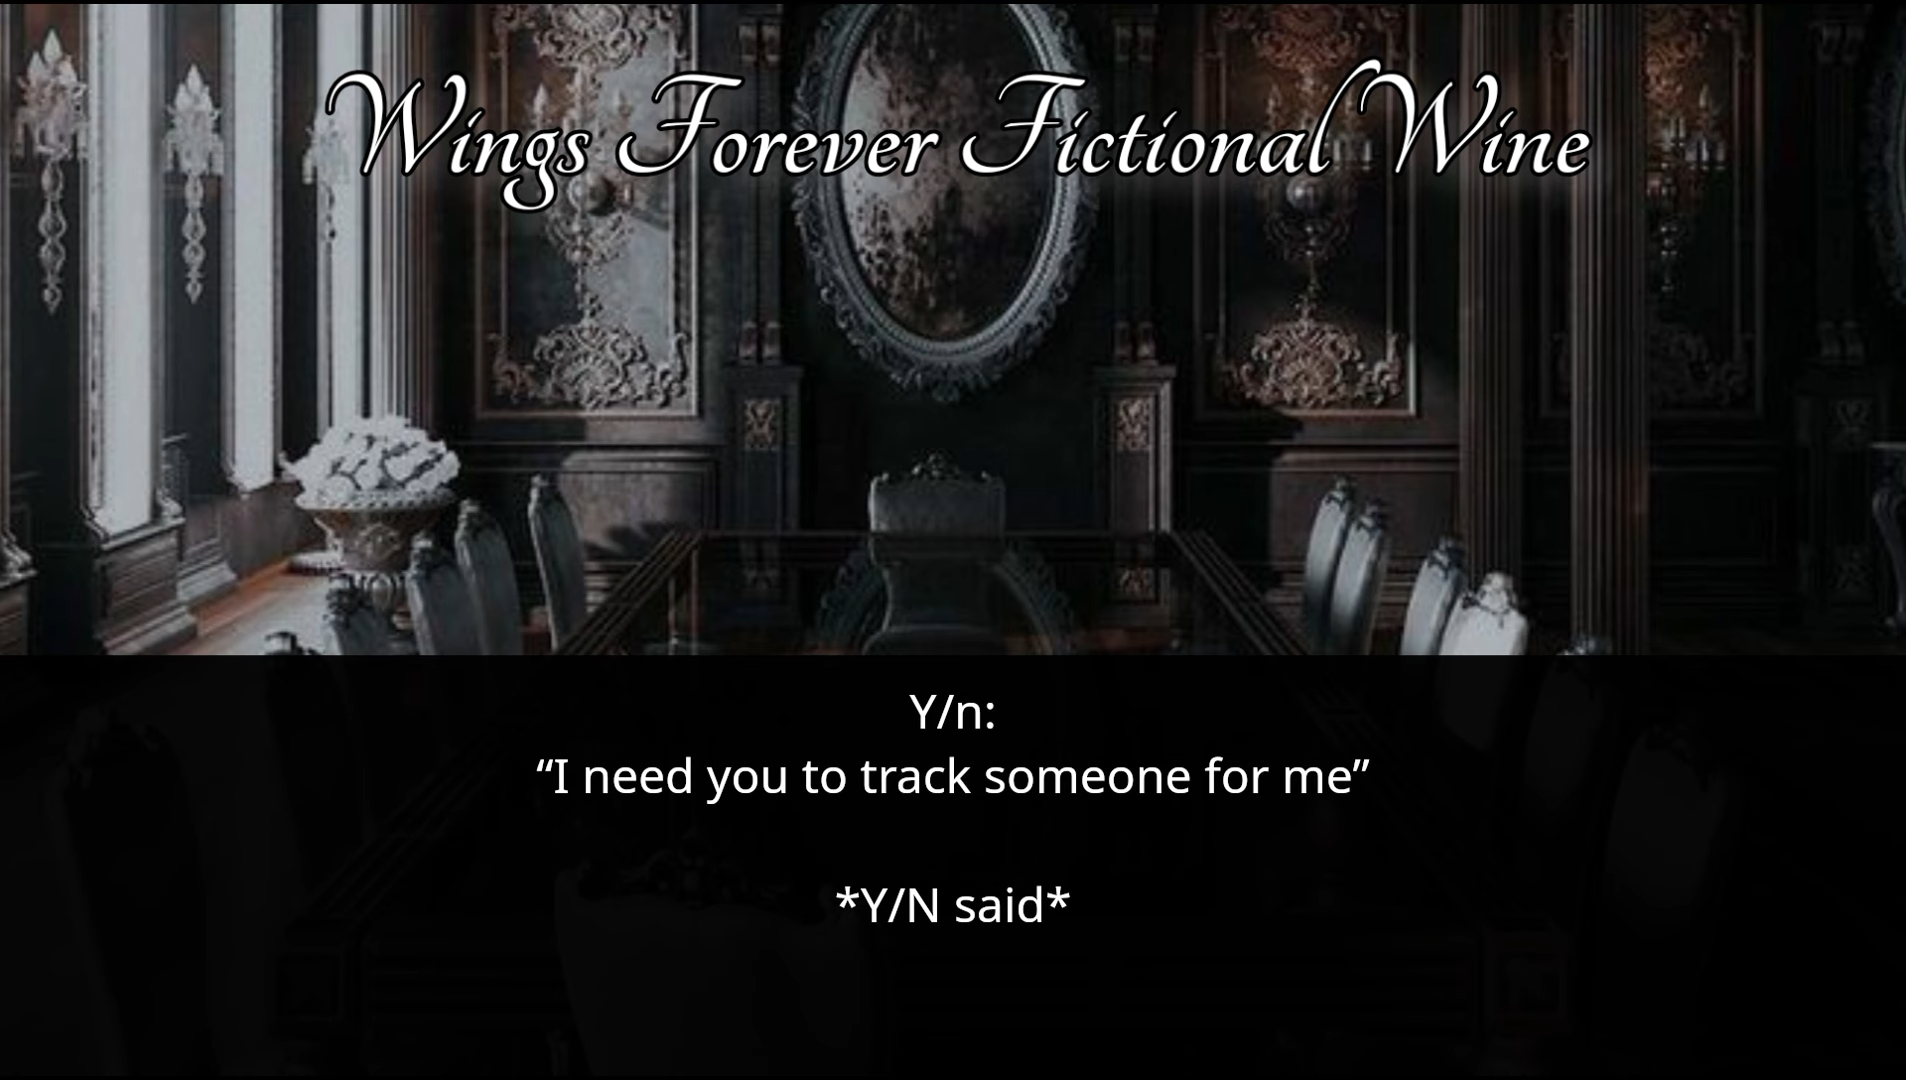 Wings Forever Fictional Wine
Y/n:
“I need you to track someone for me”
*Y/N said*